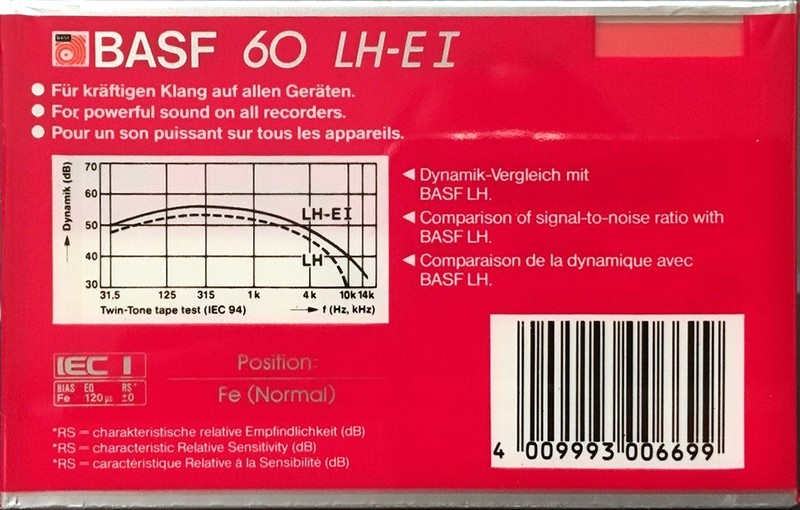 BASF 60 LH-E I
Für kräftigen Klang auf allen Geräten.
For powerful sound on all recorders.
Pour un son puissant sur tous les appareils.
Dynamik (dB)
70
60
50
40
30
LH-E I
LH
31,5 125 315 1k 4k 10k 14k
Twin-Tone tape test (IEC 94) f (Hz, kHz)
Dynamik-Vergleich mit
BASF LH.
Comparison of signal-to-noise ratio with
BASF LH.
Comparaison de la dynamique avec
BASF LH.
IEC I
BIAS EQ RS*
Fe 120 µs ±0
Position:
Fe (Normal)
*RS = charakteristische relative Empfindlichkeit (dB)
*RS = characteristic Relative Sensitivity (dB)
*RS = caractéristique Relative à la Sensibilité (dB)
4 009993 006699